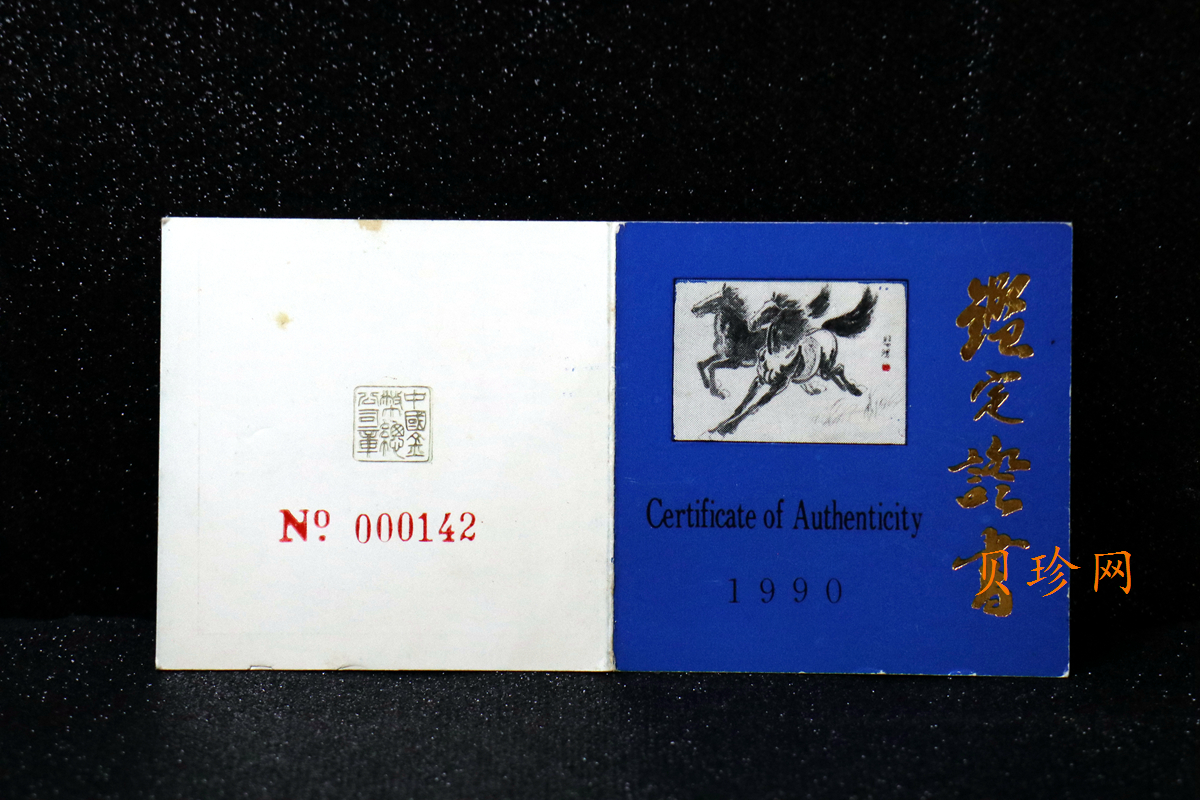 中國金
幣總
公司章
Nº 000142
鑑定證書
Certificate of Authenticity
1990
贝珍网